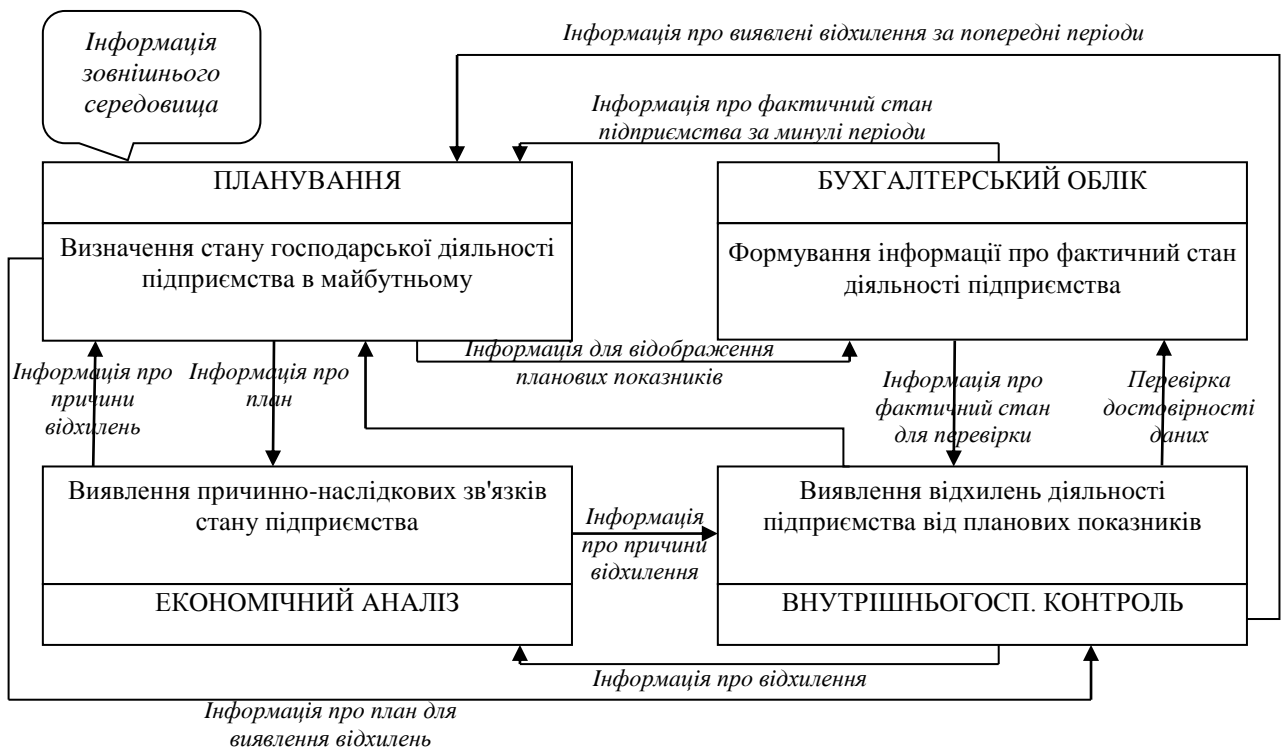 Інформація
зовнішнього
середовища
Інформація про виявлені відхилення за попередні періоди
Інформація про фактичний стан
підприємства за минулі періоди
ПЛАНУВАННЯ
Визначення стану господарської діяльності
підприємства в майбутньому
БУХГАЛТЕРСЬКИЙ ОБЛІК
Формування інформації про фактичний стан
діяльності підприємства
Інформація про
причини
відхилень
Інформація про
план
Інформація для відображення
планових показників
Інформація про
фактичний стан
для перевірки
Перевірка
достовірності
даних
Виявлення причинно-наслідкових зв'язків
стану підприємства
ЕКОНОМІЧНИЙ АНАЛІЗ
Інформація
про причини
відхилення
Виявлення відхилень діяльності
підприємства від планових показників
ВНУТРІШНЬОГОСП. КОНТРОЛЬ
Інформація про відхилення
Інформація про план для
виявлення відхилень